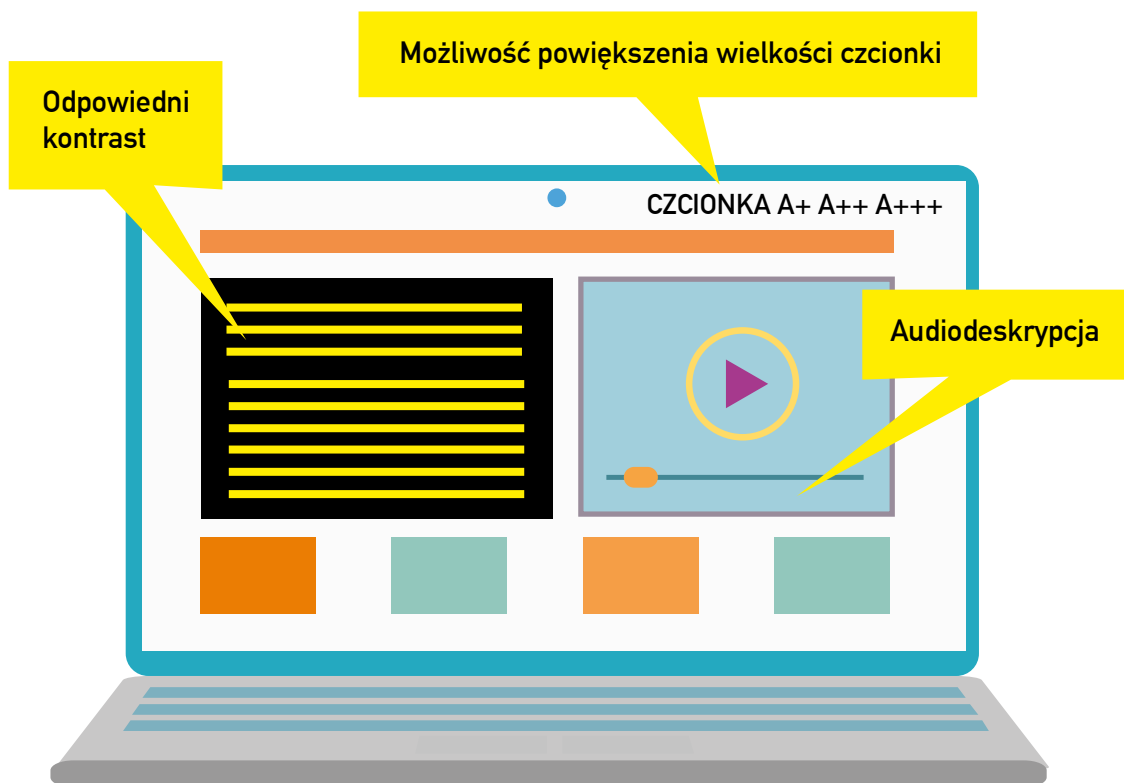 Możliwość powiększenia wielkości czcionki
Odpowiedni
kontrast
CZCIONKA A+ A++ A+++
Audiodeskrypcja